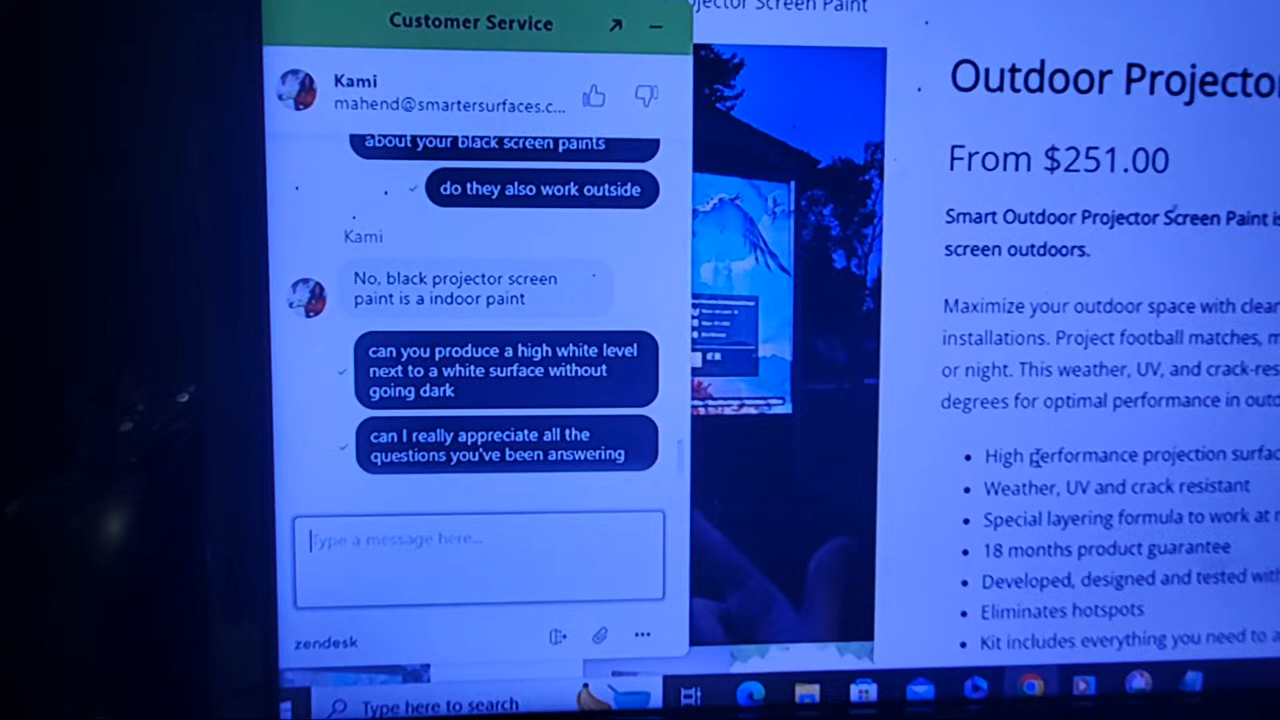 Customer Service
Kami
mahend@smartersurfaces.c...
about your black screen paints
do they also work outside
Kami
No, black projector screen
paint is a indoor paint
can you produce a high white level
next to a white surface without
going dark
can I really appreciate all the
questions you've been answering
Type a message here...
zendesk
Type here to search
Screen Paint
Outdoor Projecto
From $251.00
Smart Outdoor Projector Screen Paint
screen outdoors.
Maximize your outdoor space with clear
installations. Project football matches,
or night. This weather, UV, and crack-res
degrees for optimal performance in
High performance projection
Weather, UV and crack resistant
Special layering formula to work at
18 months product guarantee
Developed, designed and tested
Eliminates hotspots
Kit includes everything you need to